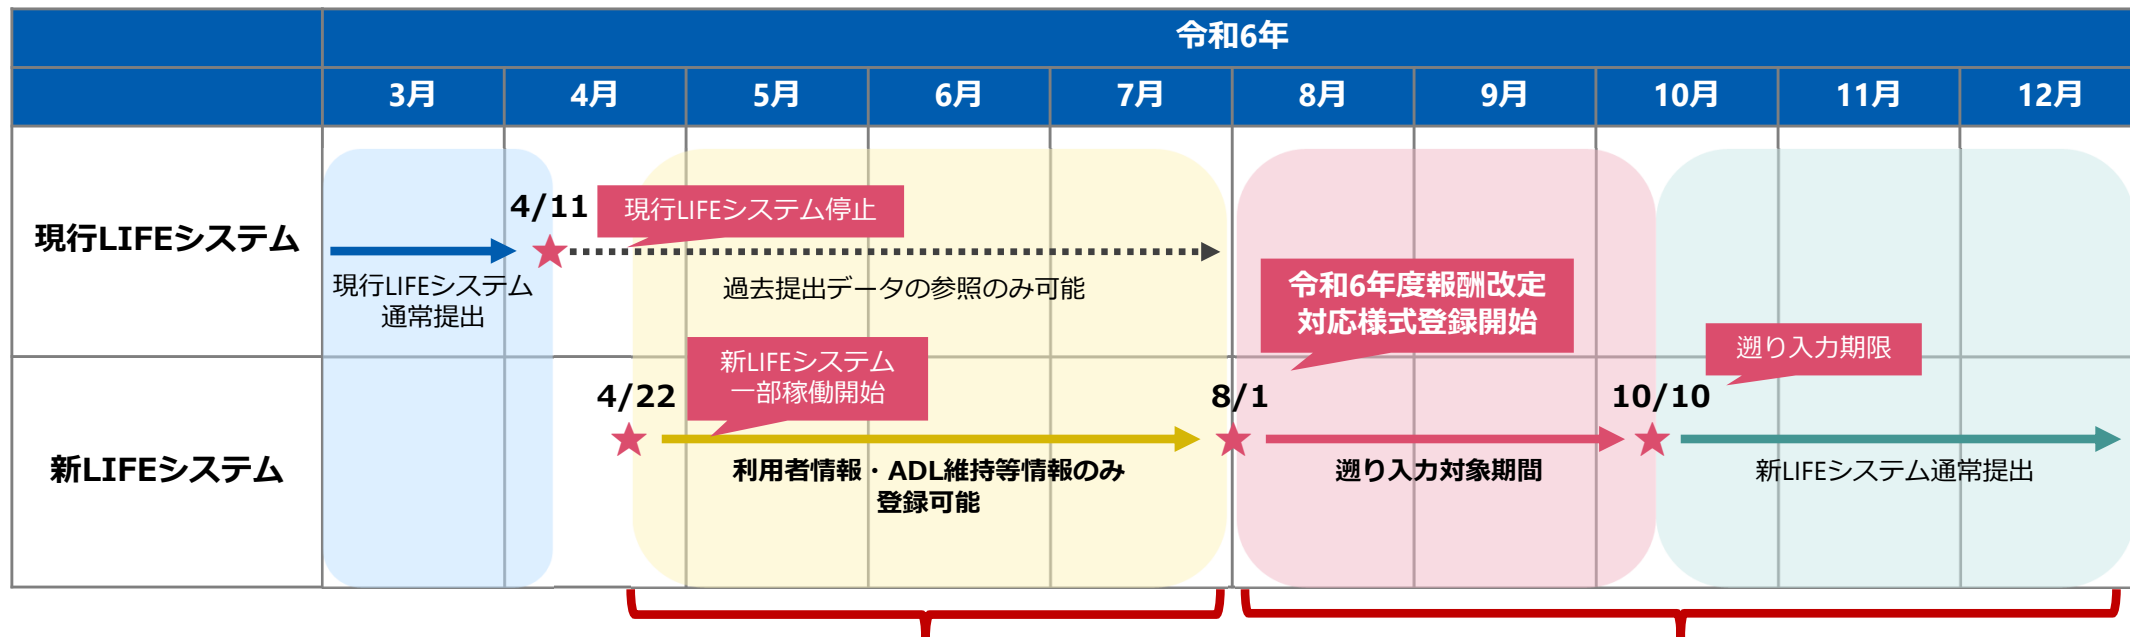 令和6年
3月
4月
5月
6月
7月
8月
9月
10月
11月
12月
現行LIFEシステム
4/11
現行LIFEシステム停止
現行LIFEシステム
通常提出
過去提出データの参照のみ可能
令和6年度報酬改定
対応様式登録開始
新LIFEシステム
4/22
新LIFEシステム
一部稼働開始
利用者情報・ADL維持等情報のみ
登録可能
8/1
遡り入力対象期間
10/10
遡り入力期限
新LIFEシステム通常提出